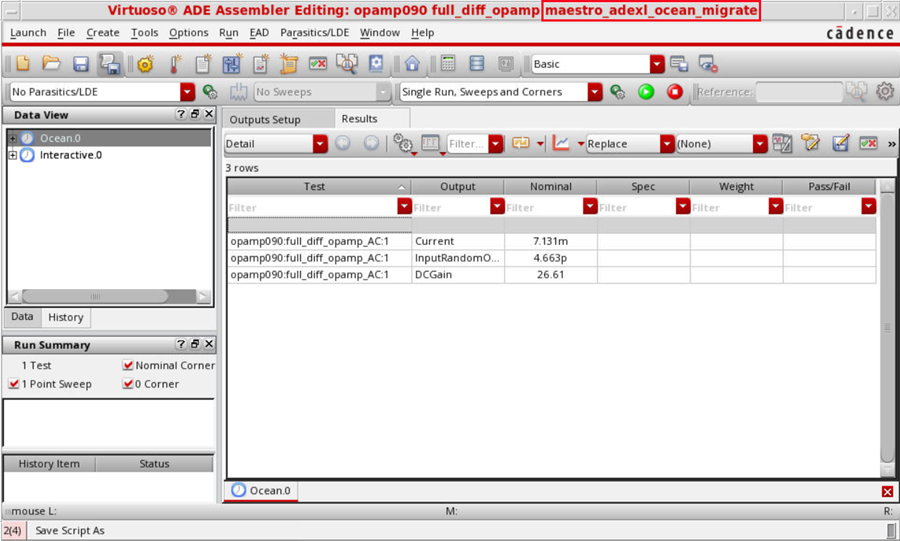 Virtuoso® ADE Assembler Editing: opamp090 full_diff_opamp maestro_adexl_ocean_migrate
Launch File Create Tools Options Run EAD Parasitics/LDE Window Help cādence
Basic
No Parasitics/LDE No Sweeps Single Run, Sweeps and Corners Reference:
Data View ? Outputs Setup Results
Ocean.0
Interactive.0
Detail Filter... Replace (None) »
3 rows
Test Output Nominal Spec Weight Pass/Fail
Filter Filter Filter Filter Filter Filter
opamp090:full_diff_opamp_AC:1 Current 7.131m
opamp090:full_diff_opamp_AC:1 InputRandomO... 4.663p
opamp090:full_diff_opamp_AC:1 DCGain 26.61
Data History
Run Summary ?
1 Test Nominal Corner
1 Point Sweep 0 Corner
History Item Status
Ocean.0
mouse L: M: R:
2(4) Save Script As